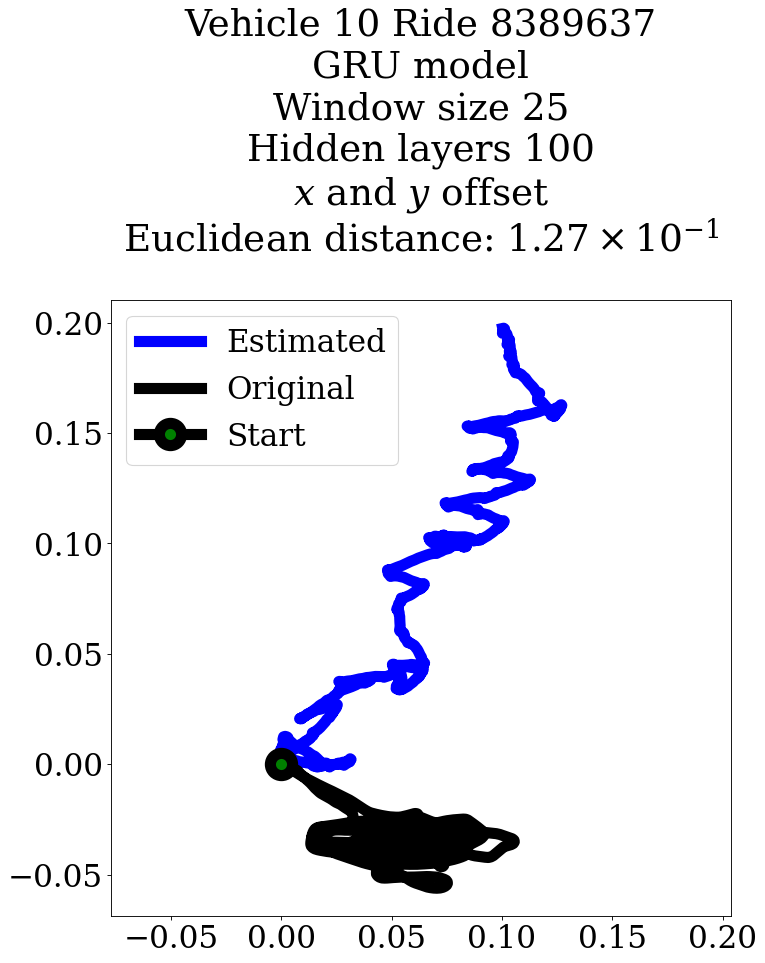 Vehicle 10 Ride 8389637
GRU model
Window size 25
Hidden layers 100
x and y offset
Euclidean distance: 1.27 × 10⁻¹
Estimated
Original
Start
0.20
0.15
0.10
0.05
0.00
−0.05
−0.05 0.00 0.05 0.10 0.15 0.20